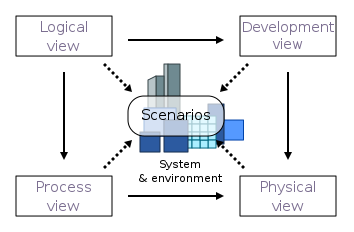 Logical
view
Development
view
Scenarios
System
& environment
Process
view
Physical
view